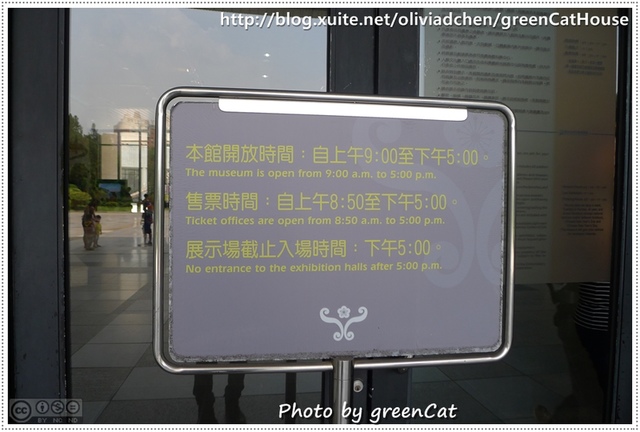 http://blog.xuite.net/oliviadchen/greenCatHouse
本館開放時間：自上午9:00至下午5:00。
The museum is open from 9:00 a.m. to 5:00 p.m.
售票時間：自上午8:50至下午5:00。
Ticket offices are open from 8:50 a.m. to 5:00 p.m.
展示場截止入場時間：下午5:00。
No entrance to the exhibition halls after 5:00 p.m.
Photo by greenCat
cc
BY NC ND